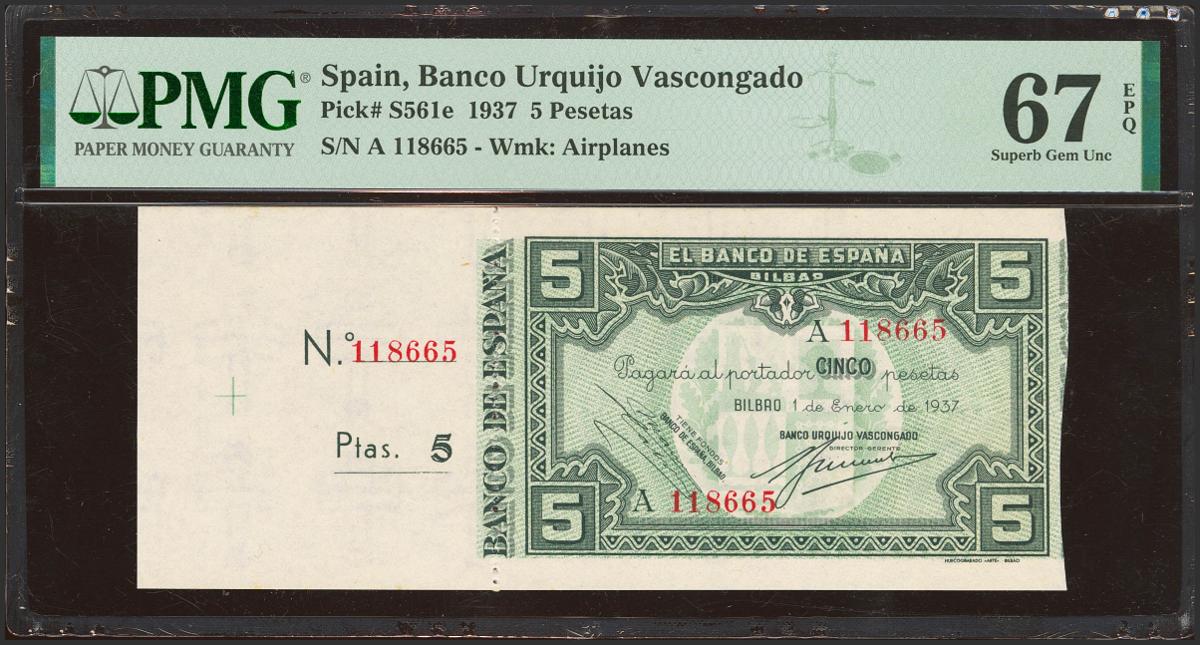 PMG®
PAPER MONEY GUARANTY
Spain, Banco Urquijo Vascongado
Pick# S561e 1937 5 Pesetas
S/N A 118665 - Wmk: Airplanes
67 EPQ
Superb Gem Unc
N.º 118665
Ptas. 5
BANCO·DE·ESPAÑA
EL BANCO DE ESPAÑA
BILBAO
5 5
A 118665
Pagará al portador CINCO pesetas
BILBAO 1 de Enero de 1937
TIENE FONDOS
BANCO DE ESPAÑA, BILBAO
BANCO URQUIJO VASCONGADO
DIRECTOR-GERENTE
A 118665
5 5
HUECOGRABADO «ARTE» BILBAO